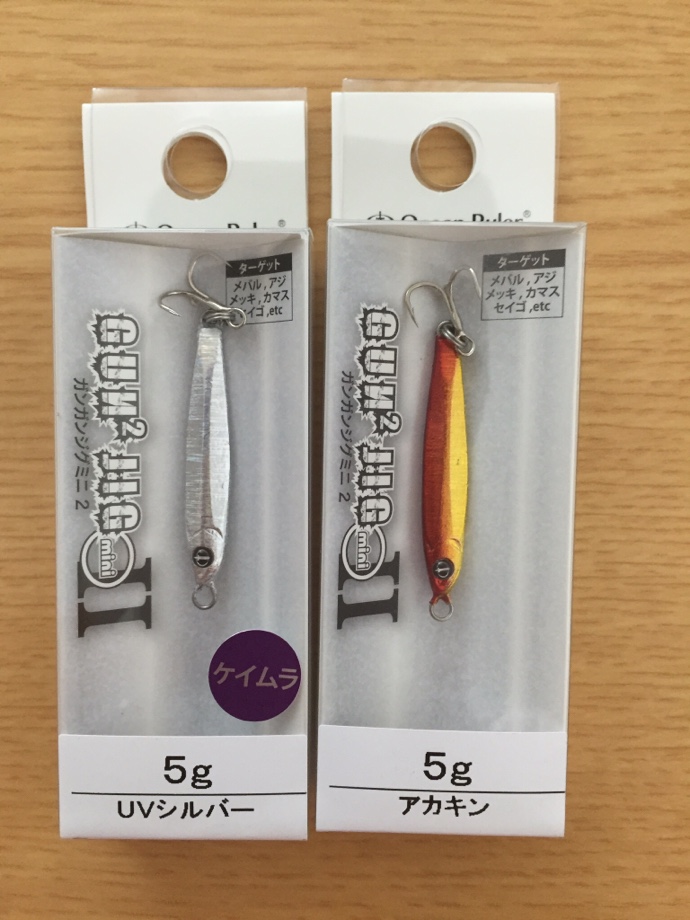 Ocean Ruler®
ターゲット
メバル,アジ
メッキ,カマス
セイゴ,etc
GUN² JIG mini II
ガンガンジグミニ 2
ケイムラ
5g
UVシルバー
Ocean Ruler®
ターゲット
メバル,アジ
メッキ,カマス
セイゴ,etc
GUN² JIG mini II
ガンガンジグミニ 2
5g
アカキン